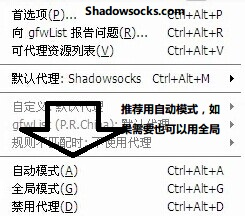 Shadowsocks.com
首选项(P)... Ctrl+Alt+P
向 gfwList 报告问题(R)... Ctrl+Alt+R
可代理资源列表(V) Ctrl+Alt+V
默认代理: Shadowsocks Ctrl+Alt+M
自定义 默认代理
推荐用自动模式，如
gfwList (P.R.China): 默认代理
果需要也可以用全局
规则不匹配时: 不使用代理
自动模式(A) Ctrl+Alt+A
全局模式(G) Ctrl+Alt+G
禁用代理(D) Ctrl+Alt+D